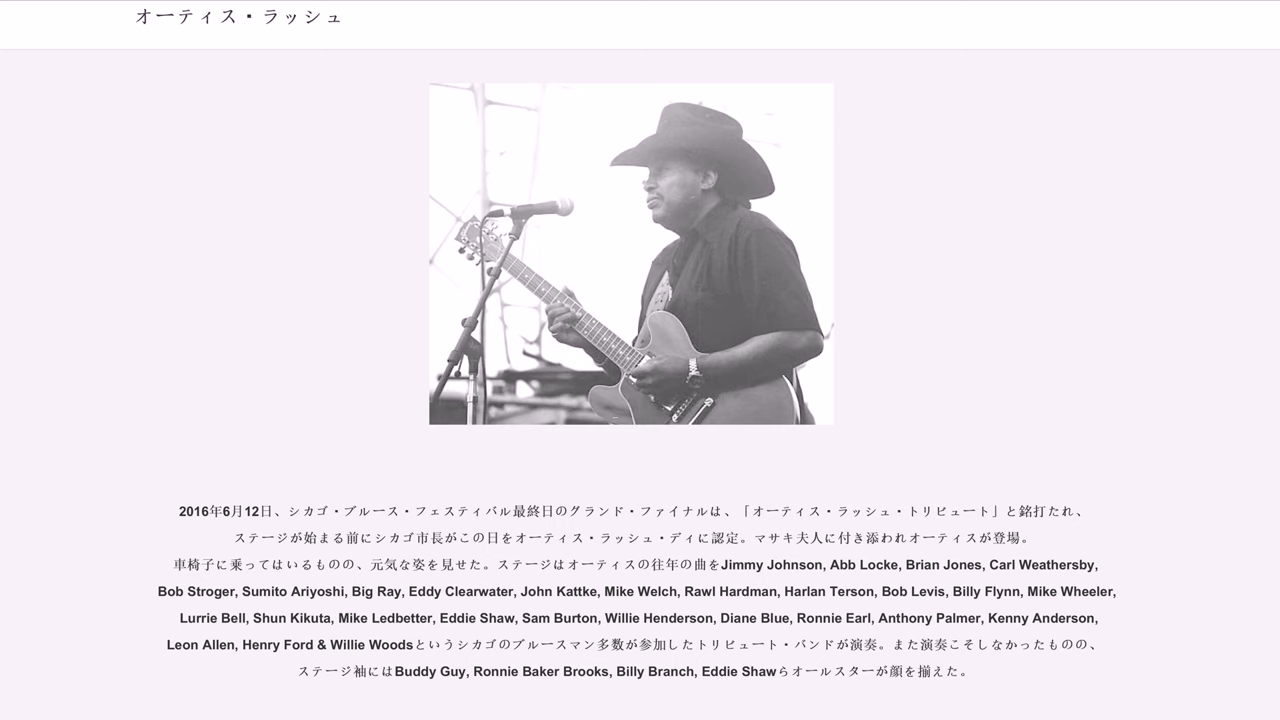 オーティス・ラッシュ
2016年6月12日、シカゴ・ブルース・フェスティバル最終日のグランド・ファイナルは、「オーティス・ラッシュ・トリビュート」と銘打たれ、
ステージが始まる前にシカゴ市長がこの日をオーティス・ラッシュ・ディに認定。マサキ夫人に付き添われオーティスが登場。
車椅子に乗ってはいるものの、元気な姿を見せた。ステージはオーティスの往年の曲をJimmy Johnson, Abb Locke, Brian Jones, Carl Weathersby,
Bob Stroger, Sumito Ariyoshi, Big Ray, Eddy Clearwater, John Kattke, Mike Welch, Rawl Hardman, Harlan Terson, Bob Levis, Billy Flynn, Mike Wheeler,
Lurrie Bell, Shun Kikuta, Mike Ledbetter, Eddie Shaw, Sam Burton, Willie Henderson, Diane Blue, Ronnie Earl, Anthony Palmer, Kenny Anderson,
Leon Allen, Henry Ford & Willie Woodsというシカゴのブルースマン多数が参加したトリビュート・バンドが演奏。また演奏こそしなかったものの、
ステージ袖にはBuddy Guy, Ronnie Baker Brooks, Billy Branch, Eddie Shawらオールスターが顔を揃えた。